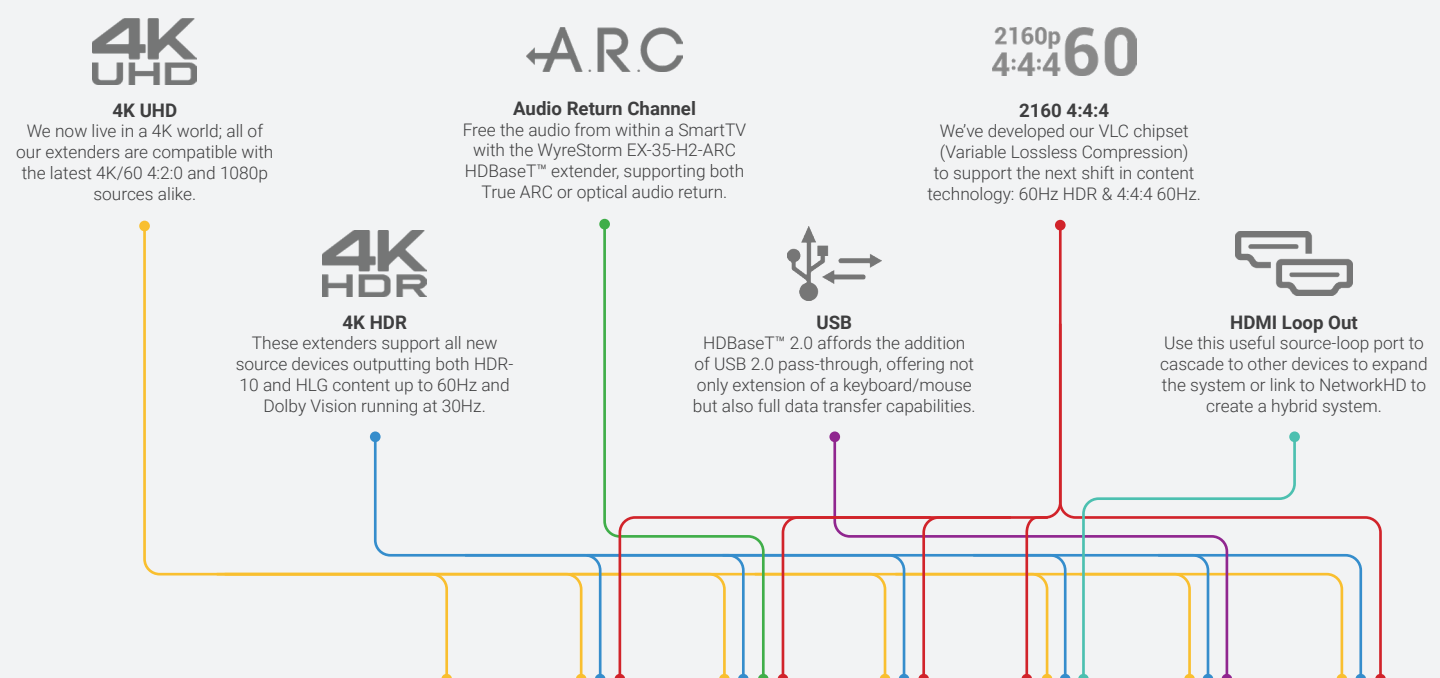 4K
UHD
4K UHD
We now live in a 4K world; all of
our extenders are compatible with
the latest 4K/60 4:2:0 and 1080p
sources alike.
A.R.C
Audio Return Channel
Free the audio from within a SmartTV
with the WyreStorm EX-35-H2-ARC
HDBaseT™ extender, supporting both
True ARC or optical audio return.
2160p
4:4:4
60
2160 4:4:4
We’ve developed our VLC chipset
(Variable Lossless Compression)
to support the next shift in content
technology: 60Hz HDR & 4:4:4 60Hz.
4K
HDR
4K HDR
These extenders support all new
source devices outputting both HDR-
10 and HLG content up to 60Hz and
Dolby Vision running at 30Hz.
USB
HDBaseT™ 2.0 affords the addition
of USB 2.0 pass-through, offering not
only extension of a keyboard/mouse
but also full data transfer capabilities.
HDMI Loop Out
Use this useful source-loop port to
cascade to other devices to expand
the system or link to NetworkHD to
create a hybrid system.